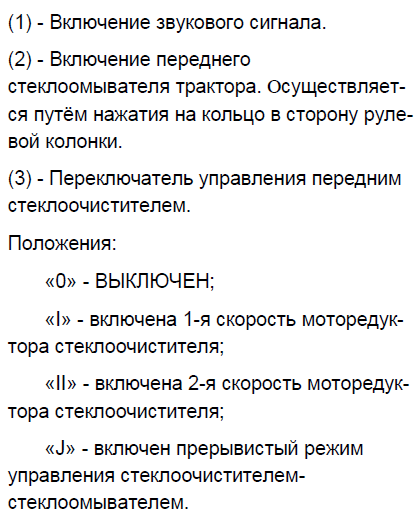 (1) - Включение звукового сигнала.
(2) - Включение переднего
стеклоомывателя трактора. Осуществляет-
ся путём нажатия на кольцо в сторону руле-
вой колонки.
(3) - Переключатель управления передним
стеклоочистителем.
Положения:
«0» - ВЫКЛЮЧЕН;
«I» - включена 1-я скорость моторедук-
тора стеклоочистителя;
«II» - включена 2-я скорость моторедук-
тора стеклоочистителя;
«J» - включен прерывистый режим
управления стеклоочистителем-
стеклоомывателем.